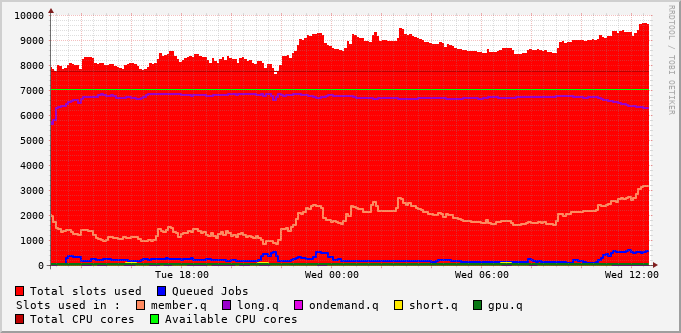 10000
9000
8000
7000
6000
5000
4000
3000
2000
1000
0
Tue 18:00 Wed 00:00 Wed 06:00 Wed 12:00
Total slots used Queued Jobs
Slots used in : member.q long.q ondemand.q short.q gpu.q
Total CPU cores Available CPU cores
RRDTOOL / TOBI OETIKER